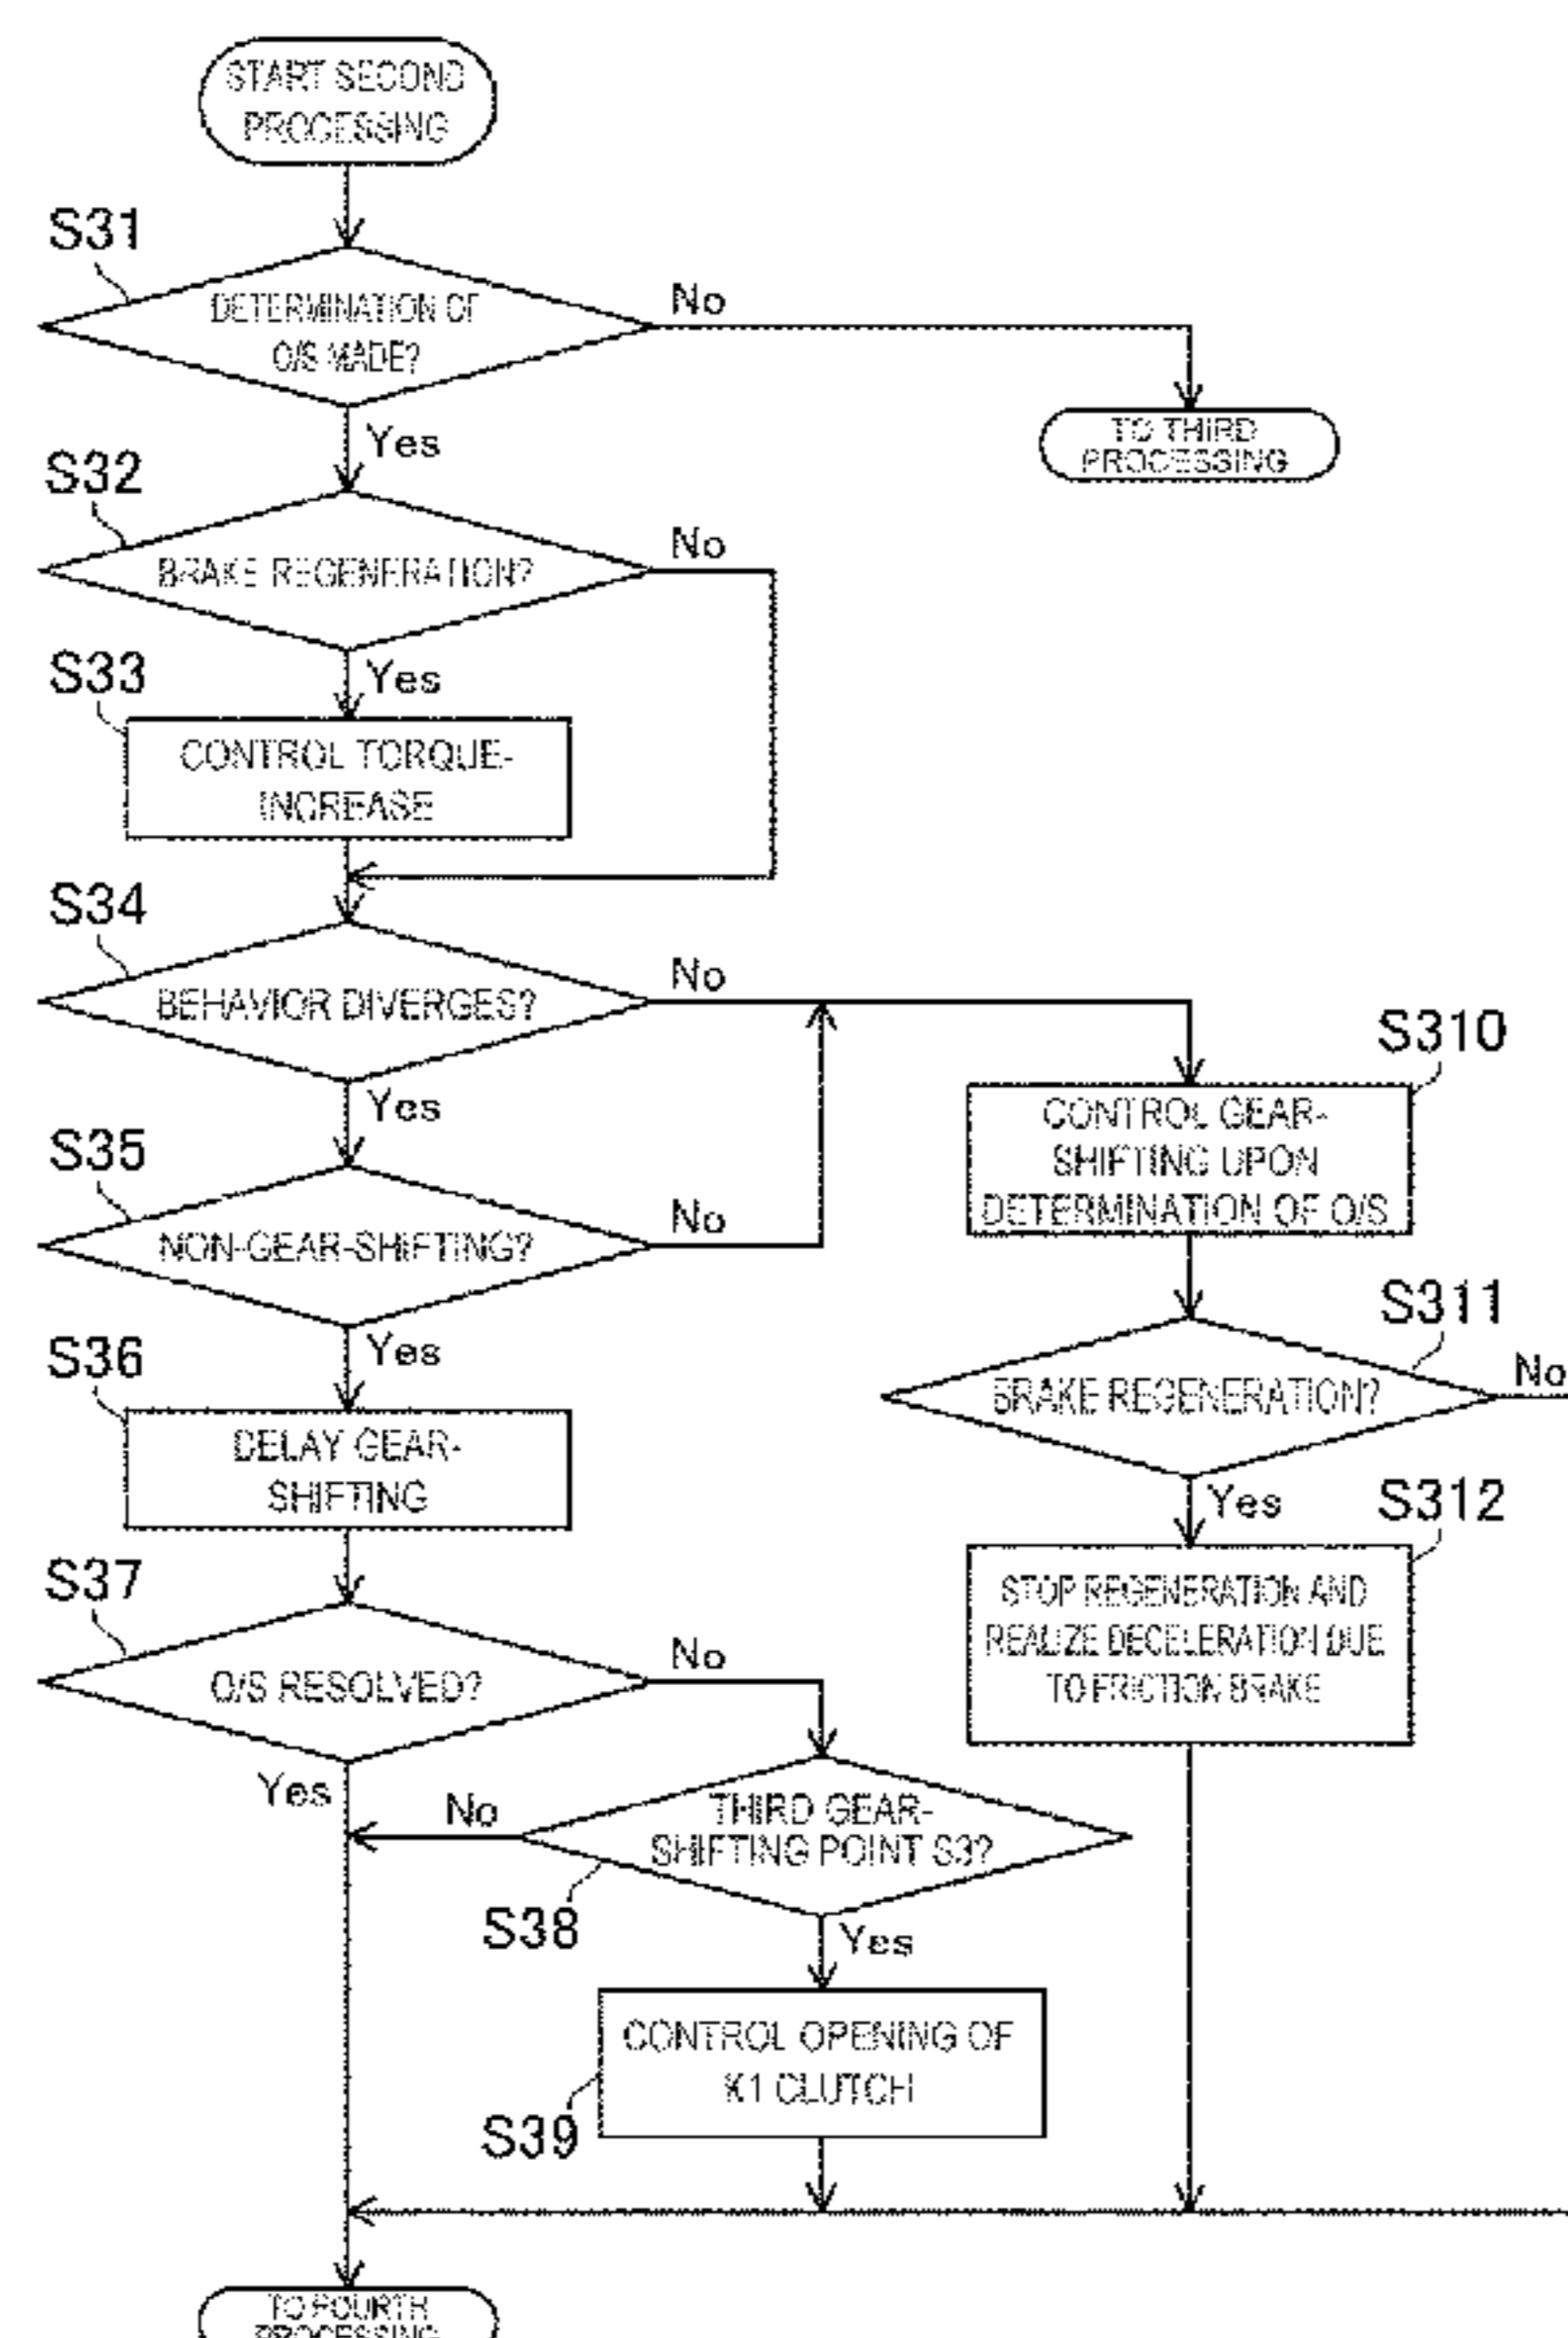 START SECOND
PROCESSING
S31
DETERMINATION OF
O/S MADE?
No
TO THIRD
PROCESSING
Yes
S32
BRAKE REGENERATION?
No
Yes
S33
CONTROL TORQUE-
INCREASE
S34
BEHAVIOR DIVERGES?
No
Yes
S35
NON-GEAR-SHIFTING?
No
Yes
S36
DELAY GEAR-
SHIFTING
S37
O/S RESOLVED?
No
Yes
THIRD GEAR-
SHIFTING POINT S3?
No
S38
Yes
CONTROL OPENING OF
K1 CLUTCH
S39
S310
CONTROL GEAR-
SHIFTING UPON
DETERMINATION OF O/S
S311
BRAKE REGENERATION?
No
Yes
S312
STOP REGENERATION AND
REALIZE DECELERATION DUE
TO FRICTION BRAKE
TO FOURTH
PROCESSING